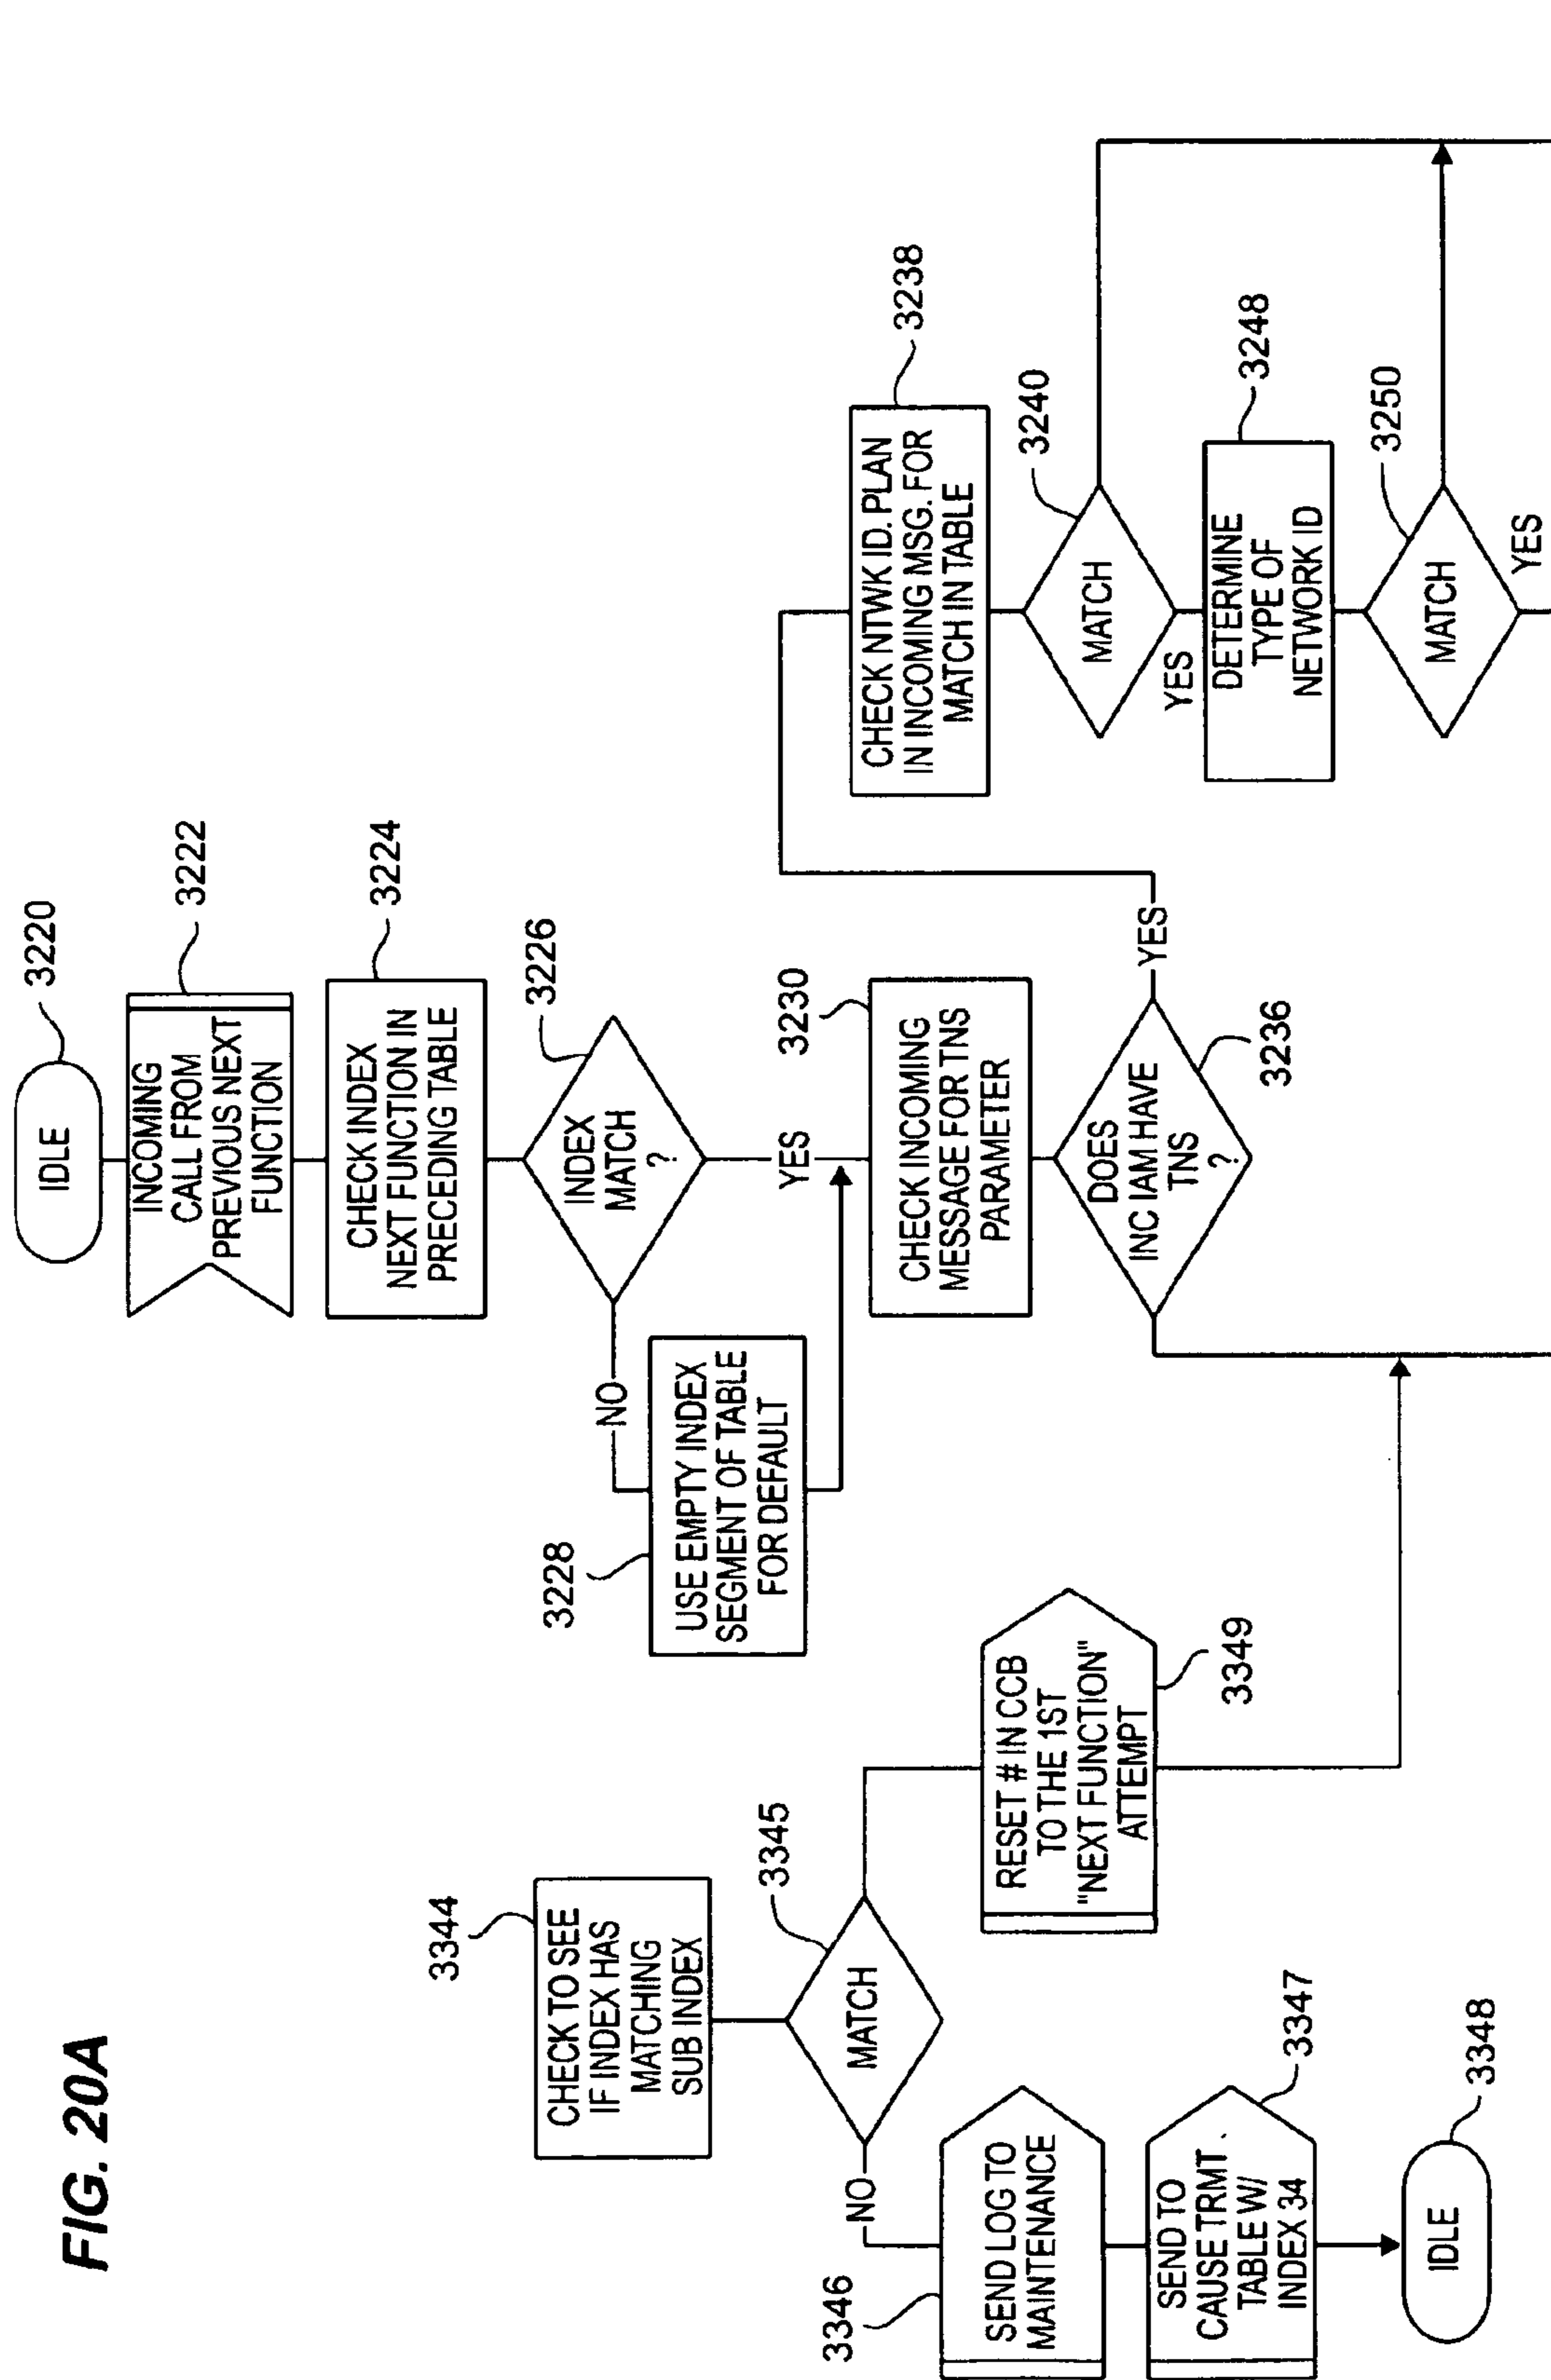 FIG. 20A
IDLE
3220
INCOMING
CALL FROM
PREVIOUS NEXT
FUNCTION
3222
CHECK INDEX
NEXT FUNCTION IN
PRECEDING TABLE
3224
INDEX
MATCH
?
3226
NO
YES
3228
USE EMPTY INDEX
SEGMENT OF TABLE
FOR DEFAULT
3230
CHECK INCOMING
MESSAGE FOR TNS
PARAMETER
DOES
INC IAM HAVE
TNS
?
3236
YES
CHECK NTWK ID. PLAN
IN INCOMING MSG. FOR
MATCH IN TABLE
3238
MATCH
3240
YES
DETERMINE
TYPE OF
NETWORK ID
3248
MATCH
3250
YES
3344
CHECK TO SEE
IF INDEX HAS
MATCHING
SUB INDEX
MATCH
3345
NO
3346
SEND LOG TO
MAINTENANCE
SEND TO
CAUSE TRMT
TABLE W/
INDEX 34
3347
IDLE
3348
RESET # IN CCB
TO THE 1ST
"NEXT FUNCTION"
ATTEMPT
3349